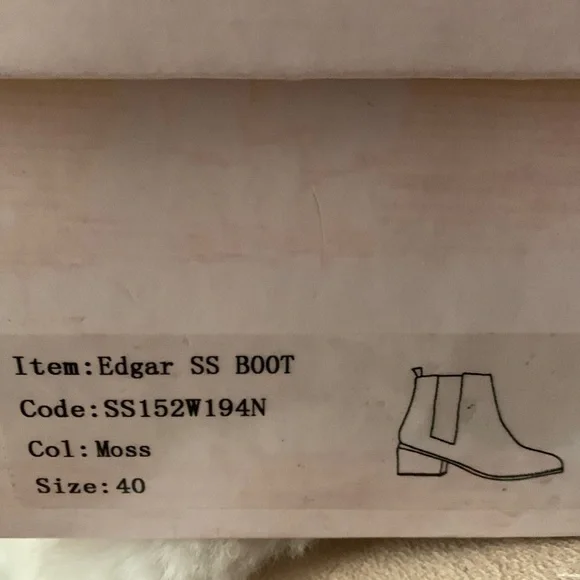 Item:Edgar SS BOOT
Code:SS152W194N
Col:Moss
Size:40